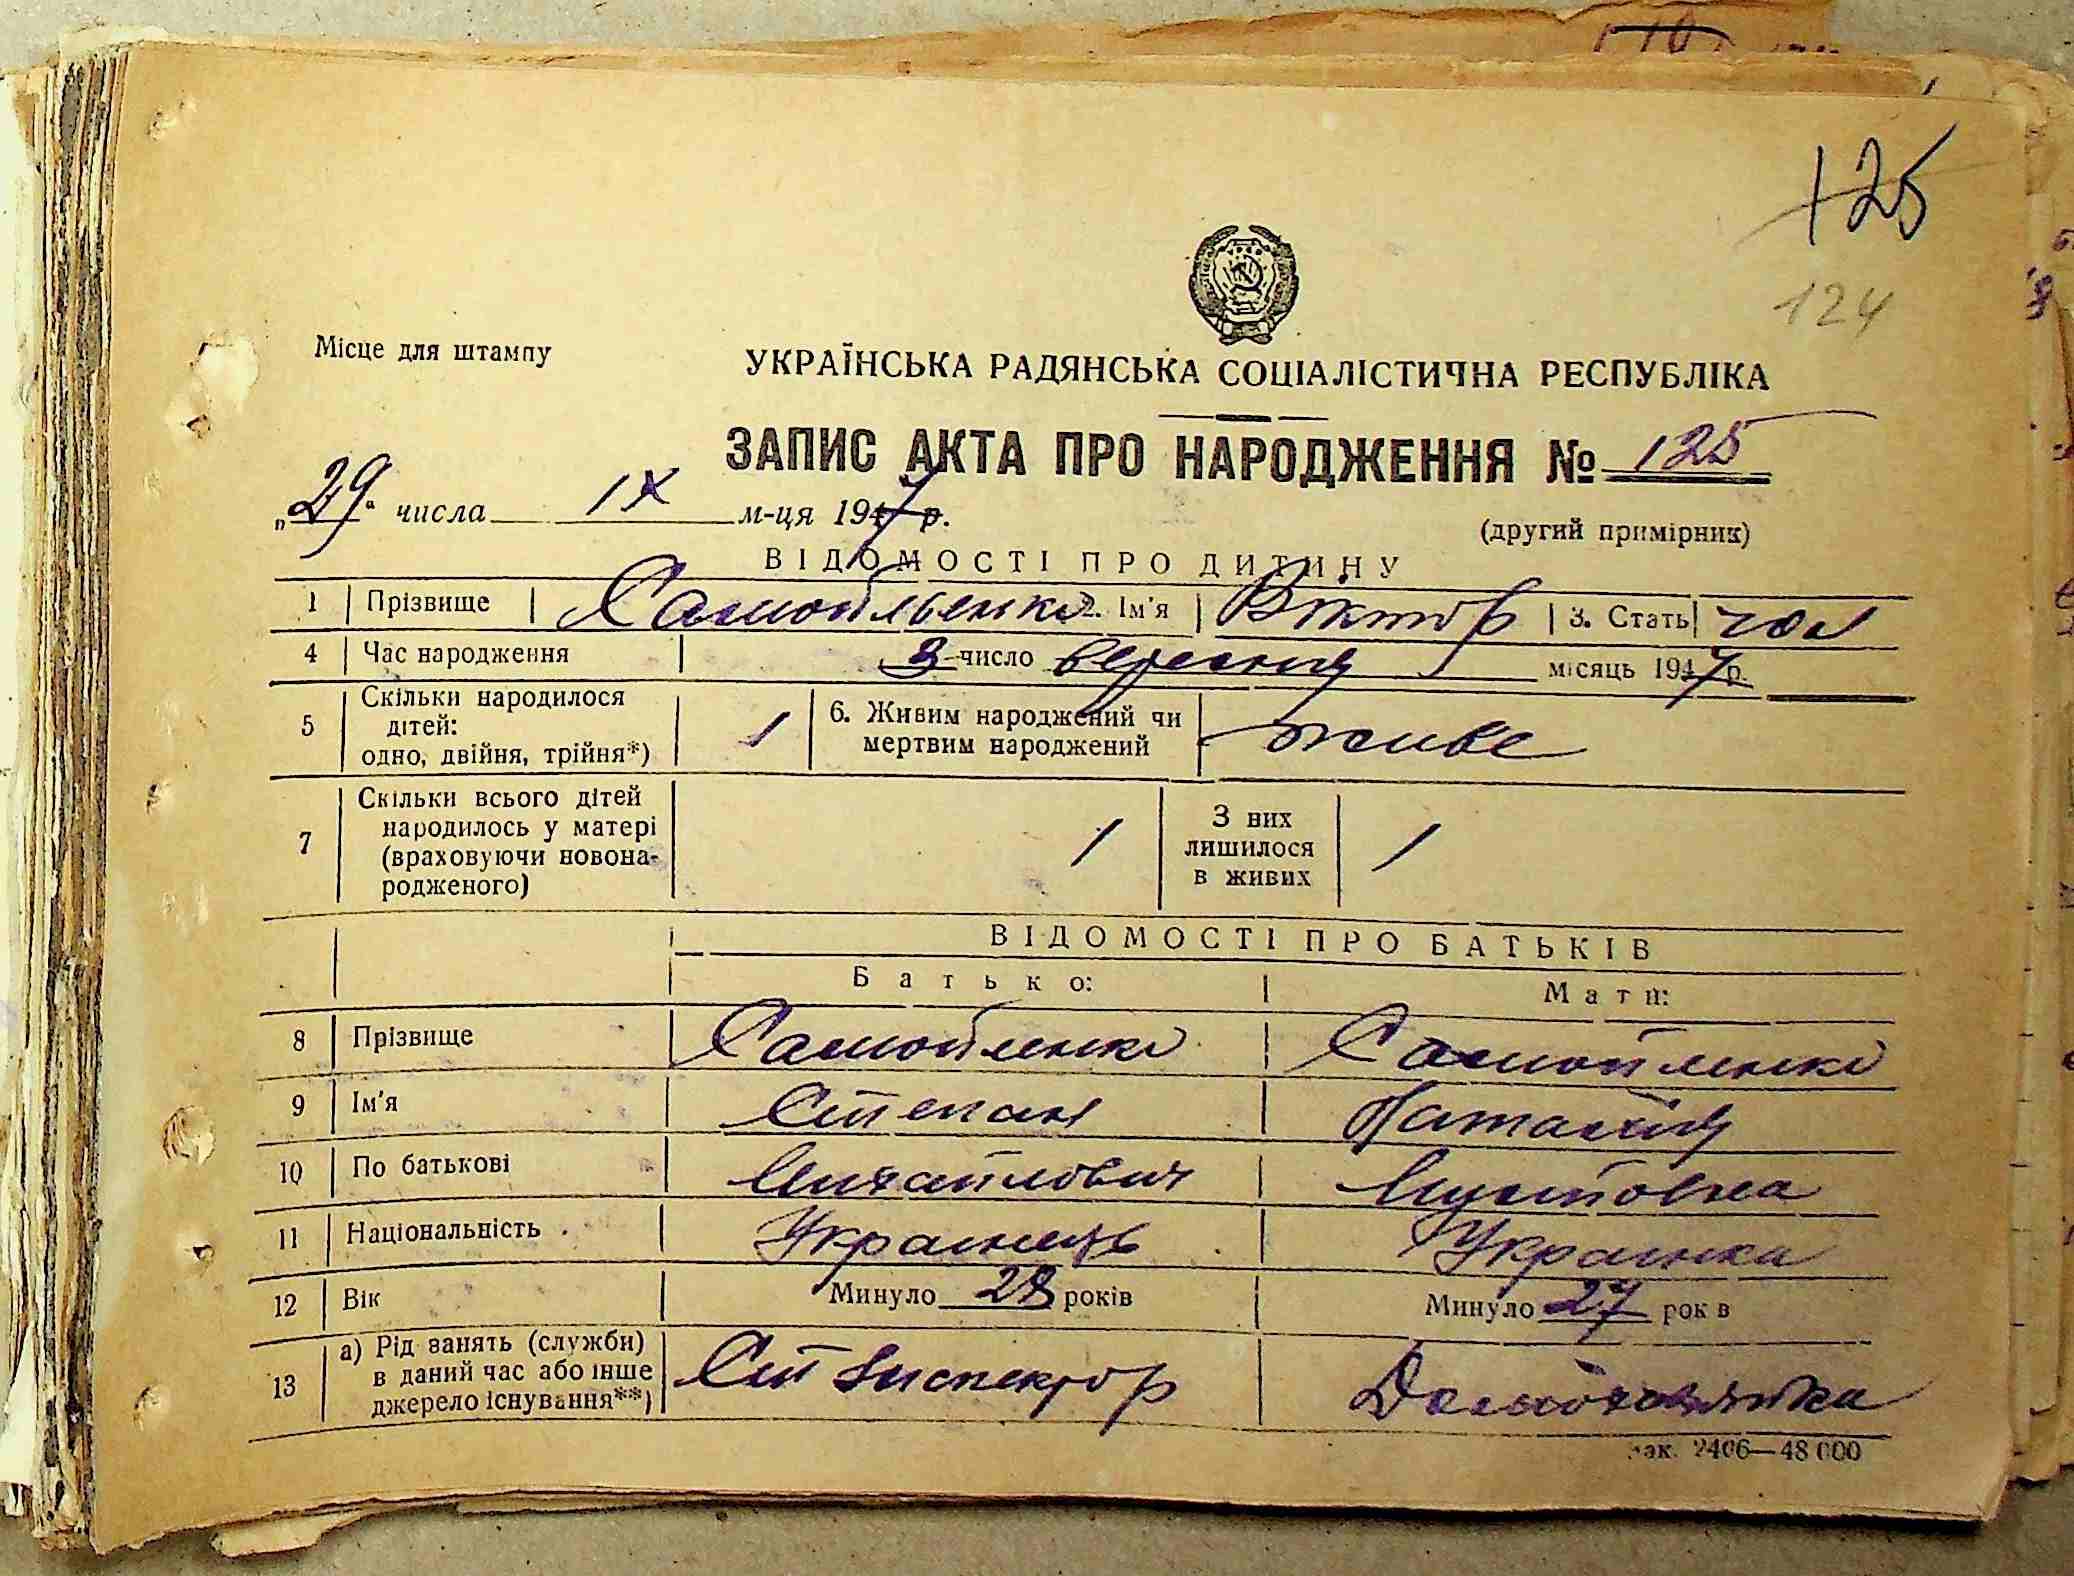 125
124
Місце для штампу
УКРАЇНСЬКА РАДЯНСЬКА СОЦІАЛІСТИЧНА РЕСПУБЛІКА
ЗАПИС АКТА ПРО НАРОДЖЕННЯ № 125
„29“ числа IX м-ця 1947 р.
(другий примірник)
ВІДОМОСТІ ПРО ДИТИНУ
1 Прізвище Самойленко 2. Ім'я Віктор 3. Стать чол
4 Час народження 3 число вересня місяць 1947 р.
5 Скільки народилося дітей: одно, двійня, трійня*) 1 6. Живим народжений чи мертвим народжений живе
7 Скільки всього дітей народилось у матері (враховуючи новонародженого) 1 З них лишилося в живих 1
ВІДОМОСТІ ПРО БАТЬКІВ
Батько: Мати:
8 Прізвище Самойленко Самойленко
9 Ім'я Степан Наталія
10 По батькові Михайлович
11 Національність Украинець Украинка
12 Вік Минуло 28 років Минуло 27 рок в
13 а) Рід занять (служби) в даний час або інше джерело існування**) Ст инспектор Домохозяйка
зак. 2406—48 000